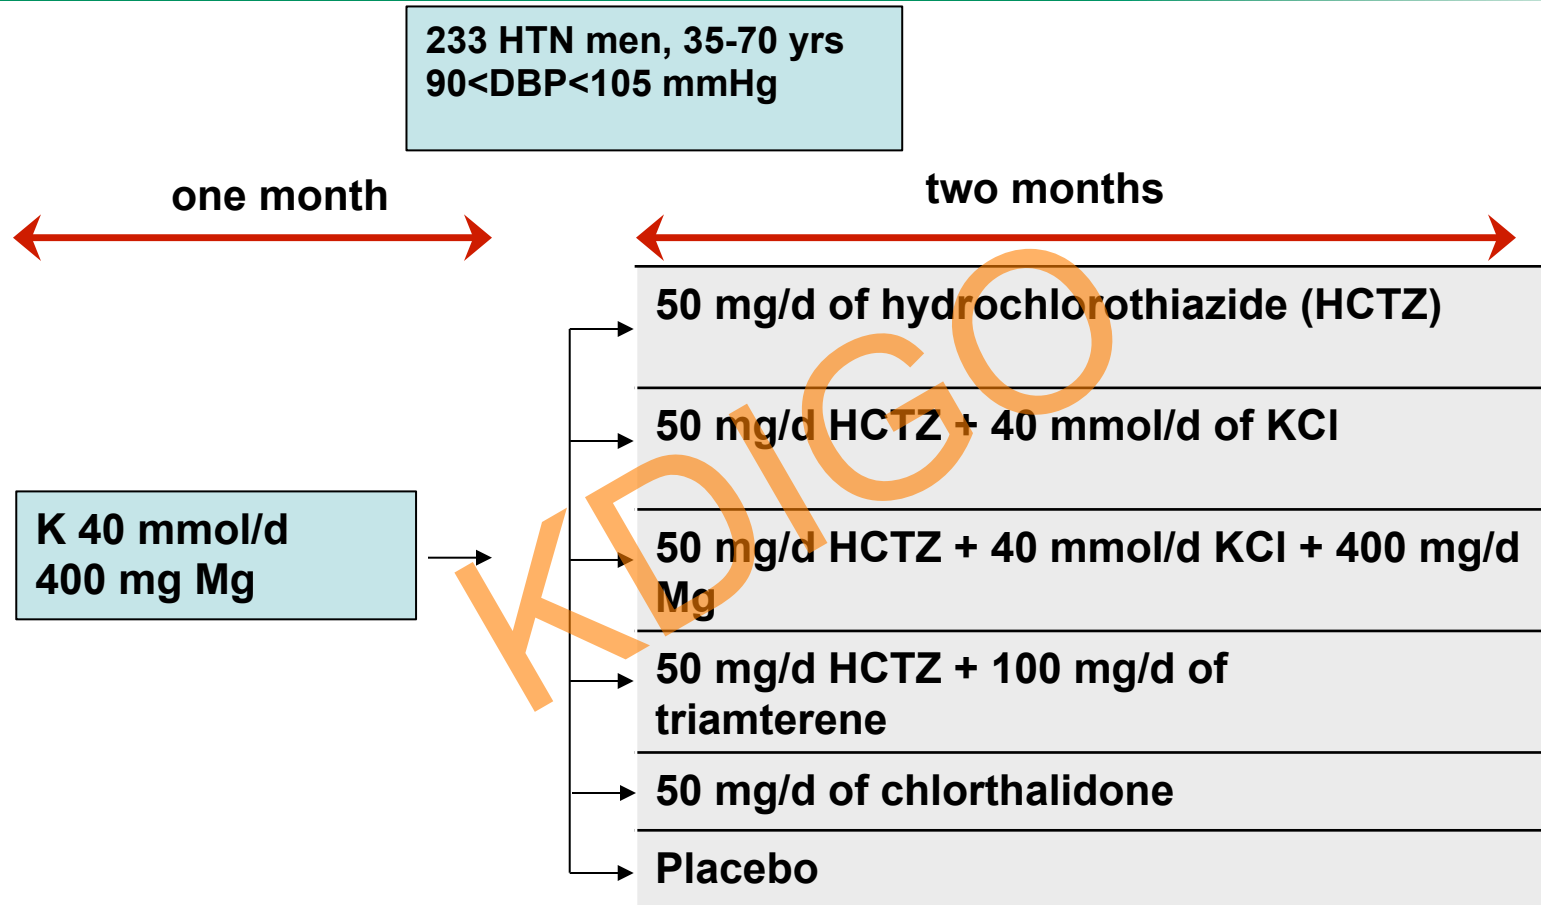 233 HTN men, 35-70 yrs
90<DBP<105 mmHg
one month
two months
50 mg/d of hydrochlorothiazide (HCTZ)
50 mg/d HCTZ + 40 mmol/d of KCl
K 40 mmol/d
400 mg Mg
50 mg/d HCTZ + 40 mmol/d KCl + 400 mg/d
Mg
50 mg/d HCTZ + 100 mg/d of
triamterene
50 mg/d of chlorthalidone
Placebo
KDIGO